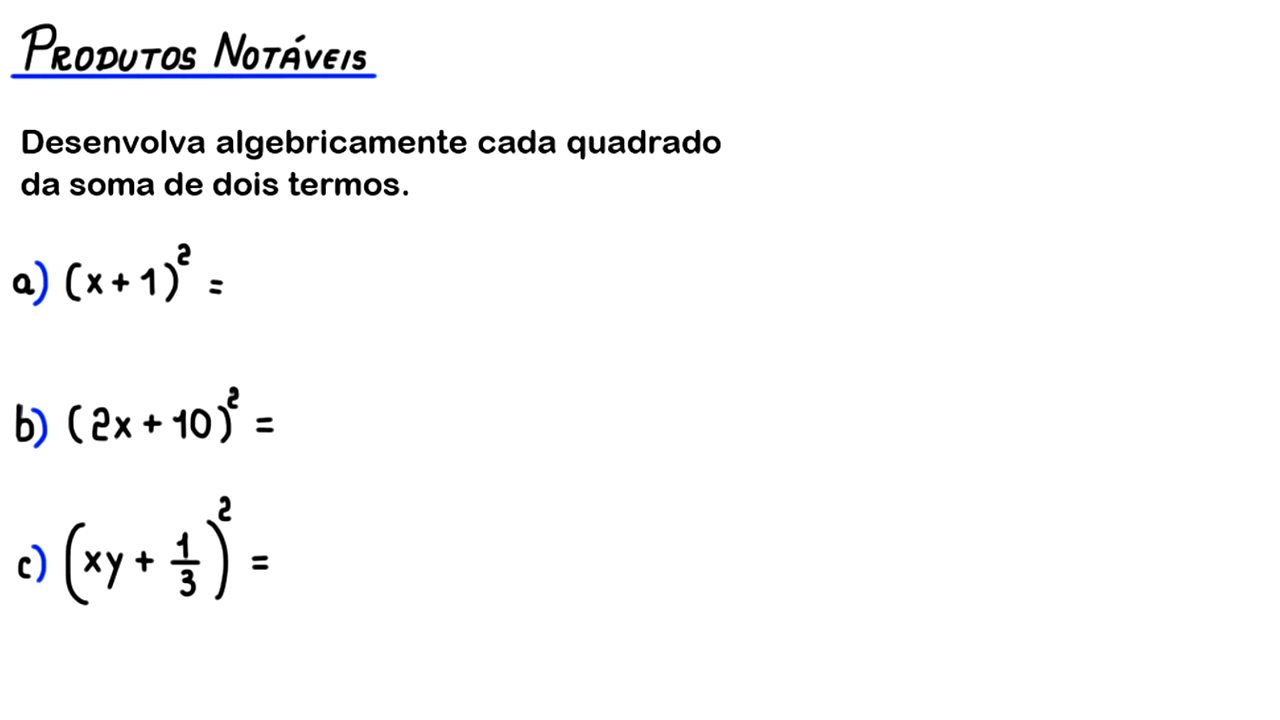 PRODUTOS NOTÁVEIS
Desenvolva algebricamente cada quadrado
da soma de dois termos.
a) (x + 1)² =
b) (2x + 10)² =
c) (xy + 1/3)² =